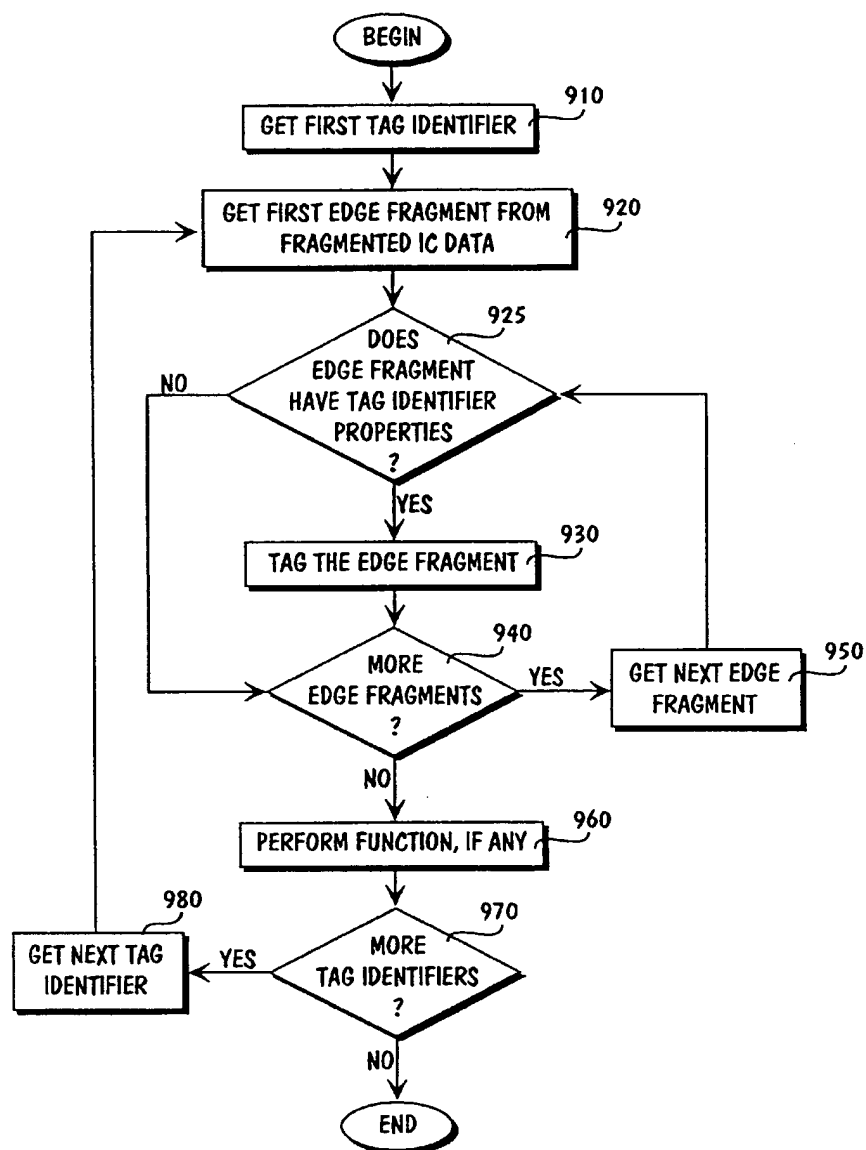 BEGIN
910
GET FIRST TAG IDENTIFIER
GET FIRST EDGE FRAGMENT FROM
FRAGMENTED IC DATA
920
925
DOES
EDGE FRAGMENT
HAVE TAG IDENTIFIER
PROPERTIES
?
NO
YES
930
TAG THE EDGE FRAGMENT
940
MORE
EDGE FRAGMENTS
?
YES
950
GET NEXT EDGE
FRAGMENT
NO
960
PERFORM FUNCTION, IF ANY
970
MORE
TAG IDENTIFIERS
?
YES
980
GET NEXT TAG
IDENTIFIER
NO
END